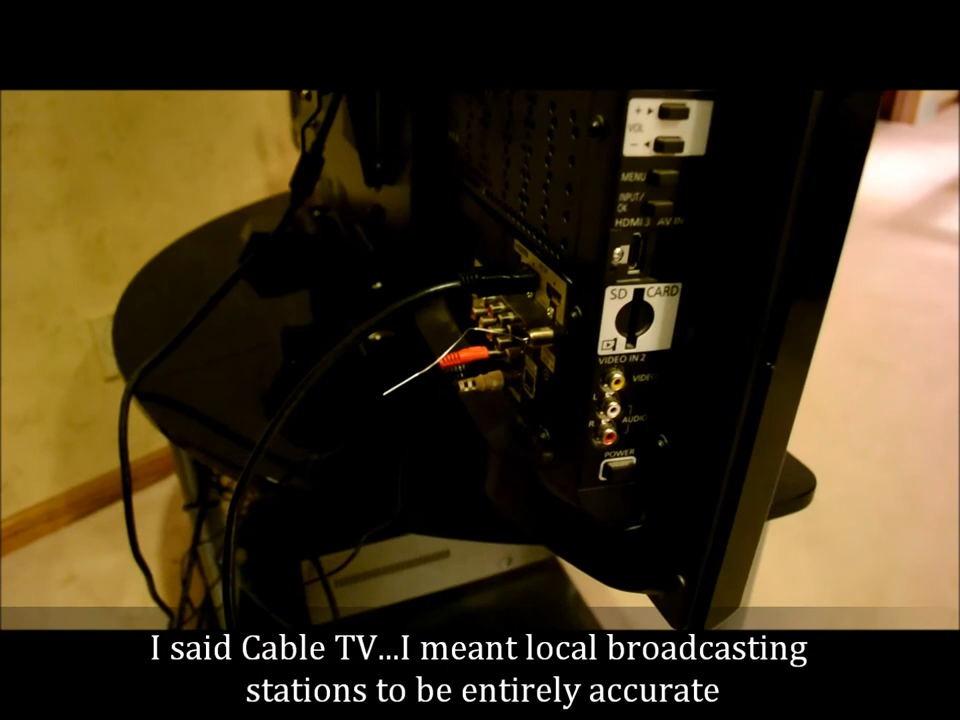 +
VOL
-
MENU
INPUT/
OK
HDMI 3 AV IN
SD CARD
VIDEO IN 2
VIDEO
L
AUDIO
R
POWER
I said Cable TV...I meant local broadcasting
stations to be entirely accurate